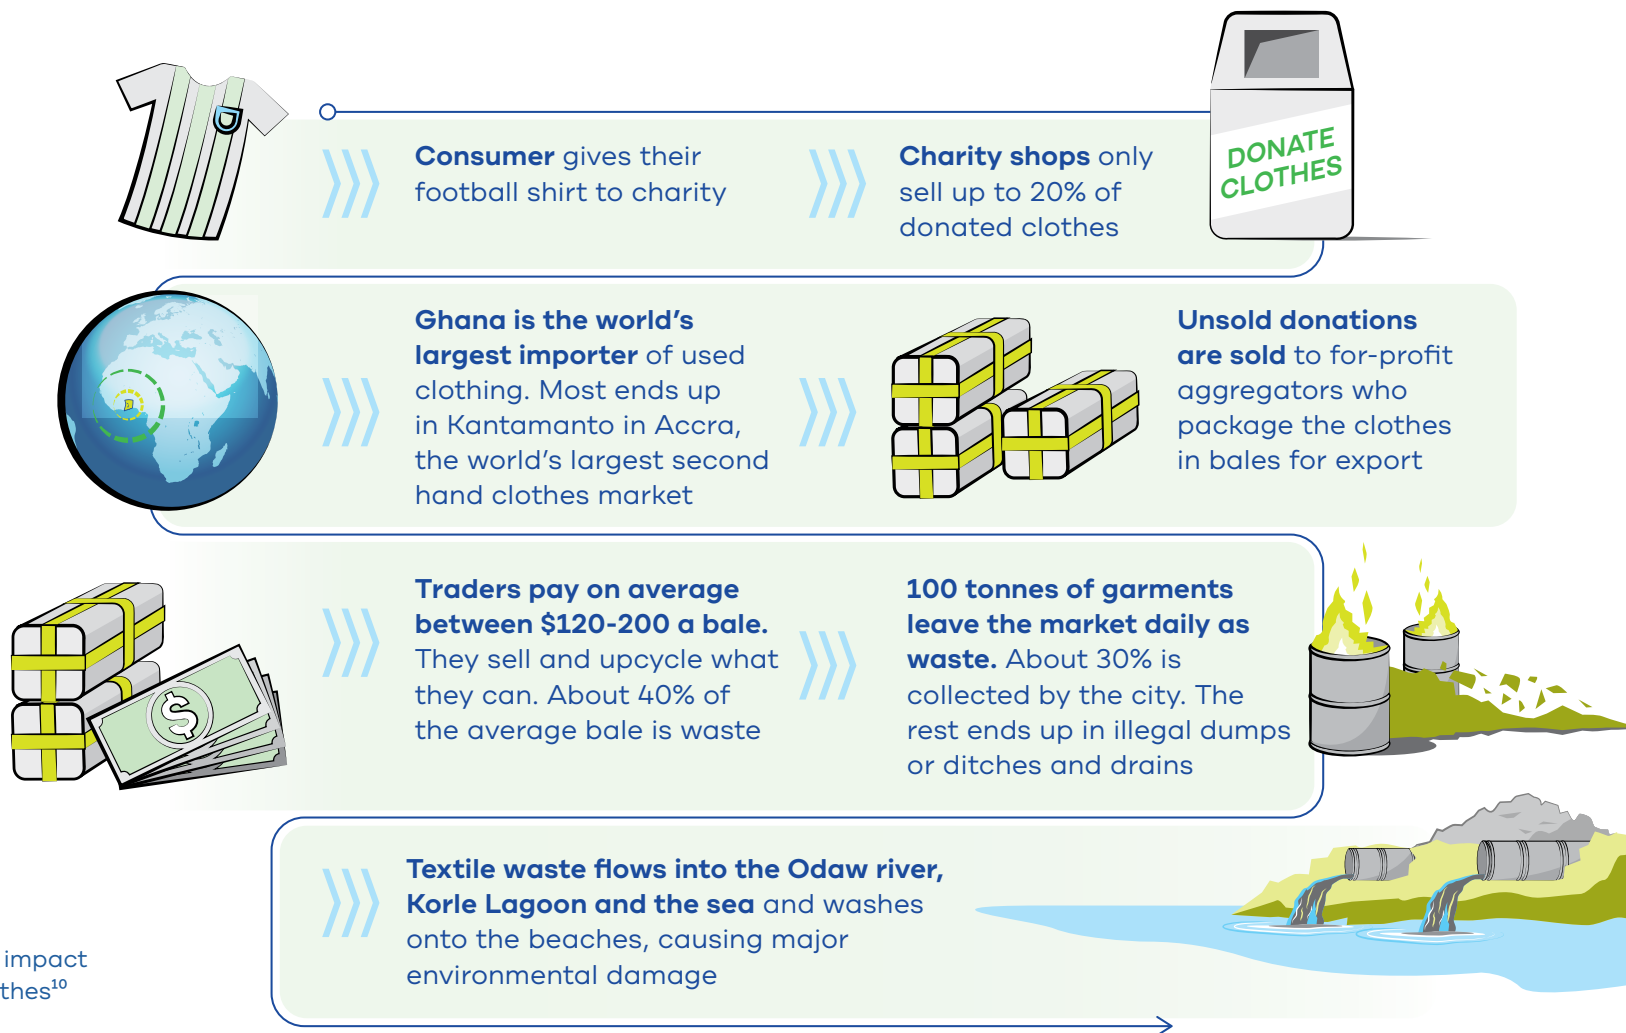 Consumer gives their
football shirt to charity
Charity shops only
sell up to 20% of
donated clothes
DONATE
CLOTHES
Ghana is the world’s
largest importer of used
clothing. Most ends up
in Kantamanto in Accra,
the world’s largest second
hand clothes market
Unsold donations
are sold to for-profit
aggregators who
package the clothes
in bales for export
Traders pay on average
between $120-200 a bale.
They sell and upcycle what
they can. About 40% of
the average bale is waste
$
100 tonnes of garments
leave the market daily as
waste. About 30% is
collected by the city. The
rest ends up in illegal dumps
or ditches and drains
Textile waste flows into the Odaw river,
Korle Lagoon and the sea and washes
onto the beaches, causing major
environmental damage
impact
thes¹⁰